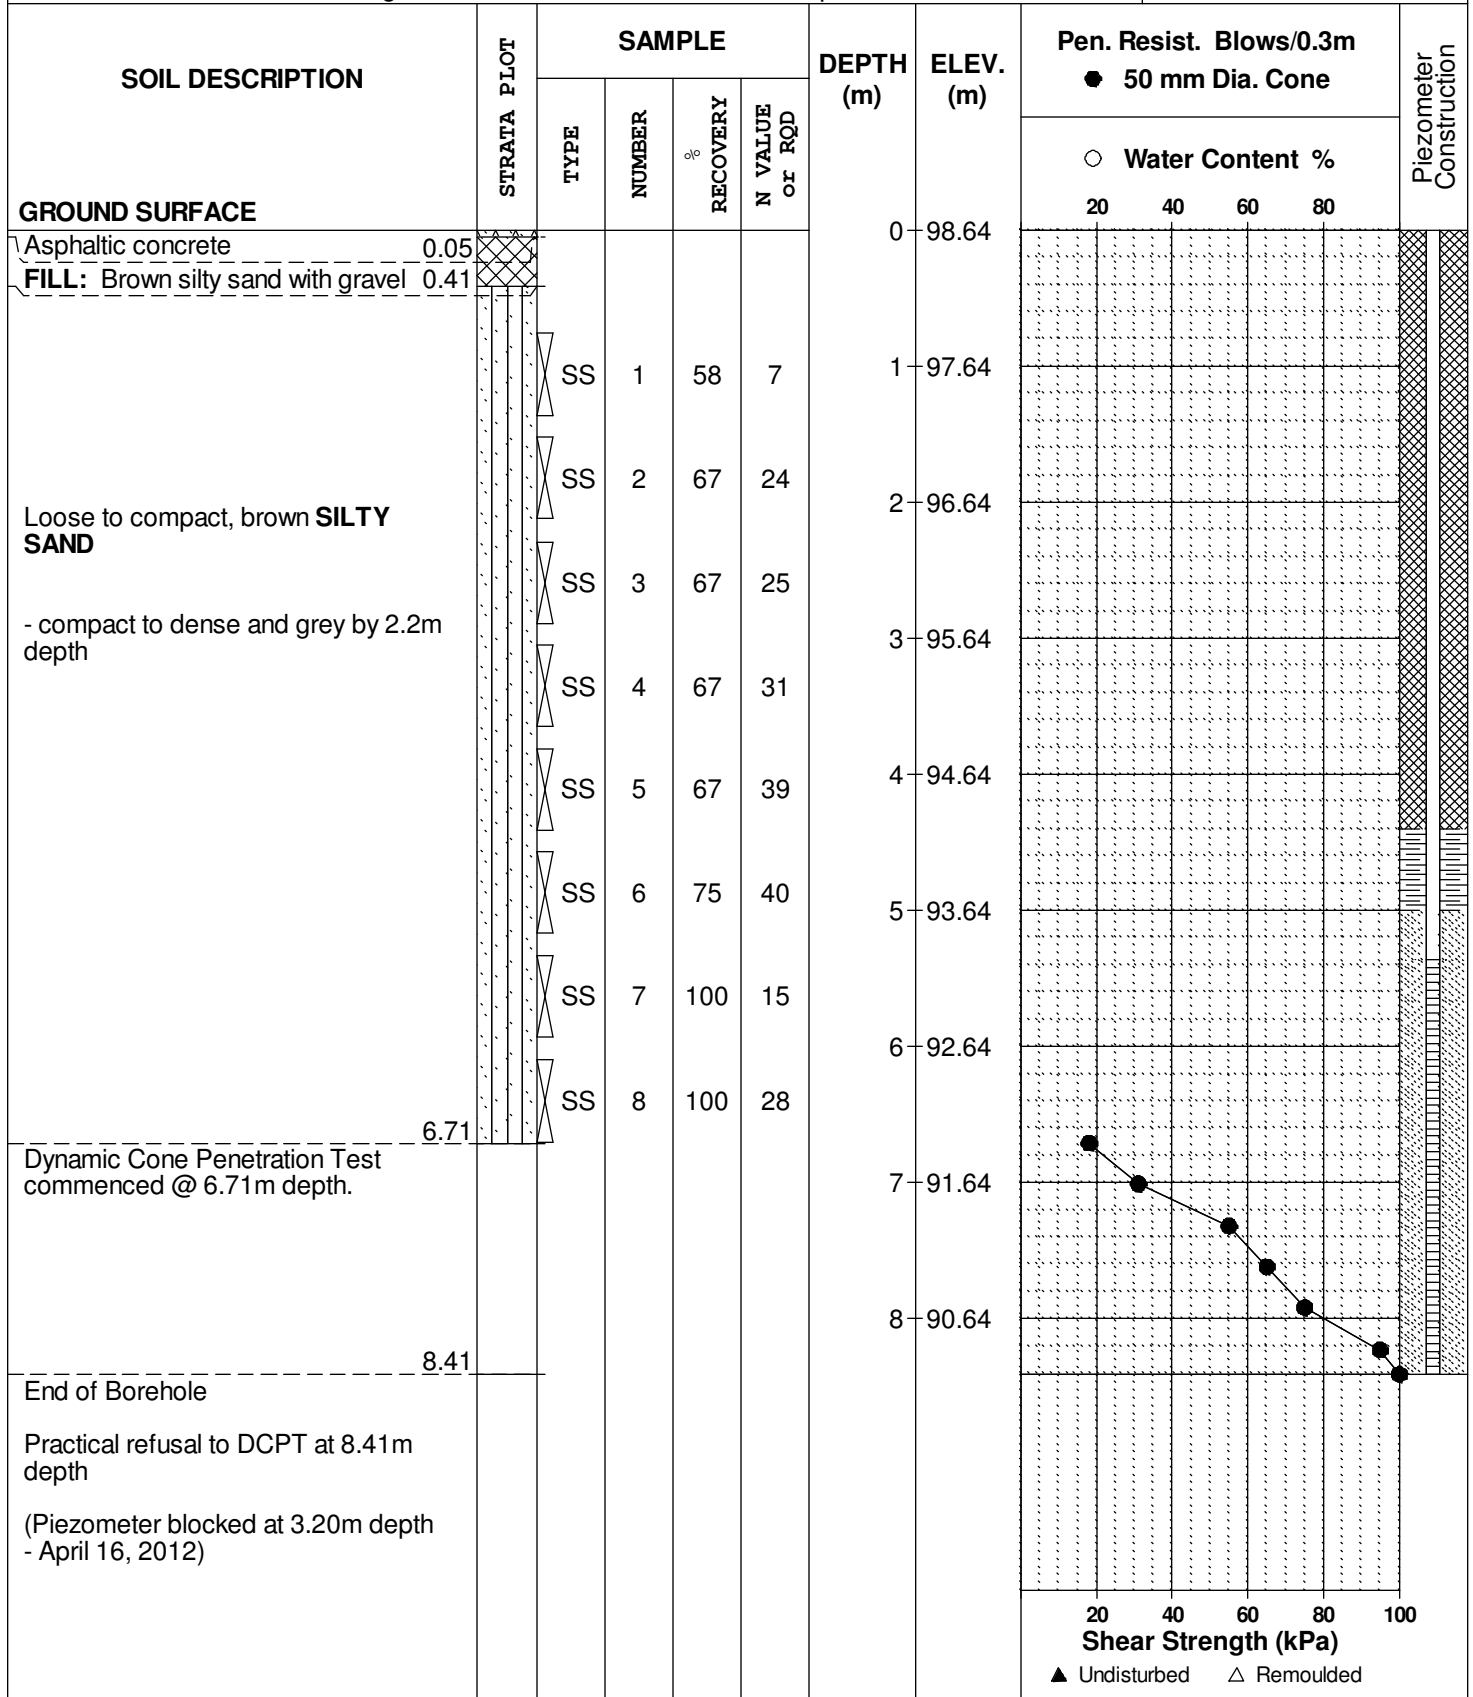 SOIL DESCRIPTION
GROUND SURFACE
STRATA PLOT
SAMPLE
TYPE
NUMBER
% RECOVERY
N VALUE or RQD
DEPTH (m)
ELEV. (m)
Pen. Resist. Blows/0.3m
● 50 mm Dia. Cone
○ Water Content %
20 40 60 80
Piezometer Construction
0 98.64
Asphaltic concrete 0.05
FILL: Brown silty sand with gravel 0.41
SS 1 58 7
1 97.64
SS 2 67 24
2 96.64
Loose to compact, brown SILTY
SAND
SS 3 67 25
- compact to dense and grey by 2.2m
depth
3 95.64
SS 4 67 31
4 94.64
SS 5 67 39
SS 6 75 40
5 93.64
SS 7 100 15
6 92.64
SS 8 100 28
6.71
Dynamic Cone Penetration Test
commenced @ 6.71m depth.
7 91.64
8 90.64
8.41
End of Borehole
Practical refusal to DCPT at 8.41m
depth
(Piezometer blocked at 3.20m depth
- April 16, 2012)
20 40 60 80 100
Shear Strength (kPa)
▲ Undisturbed △ Remoulded